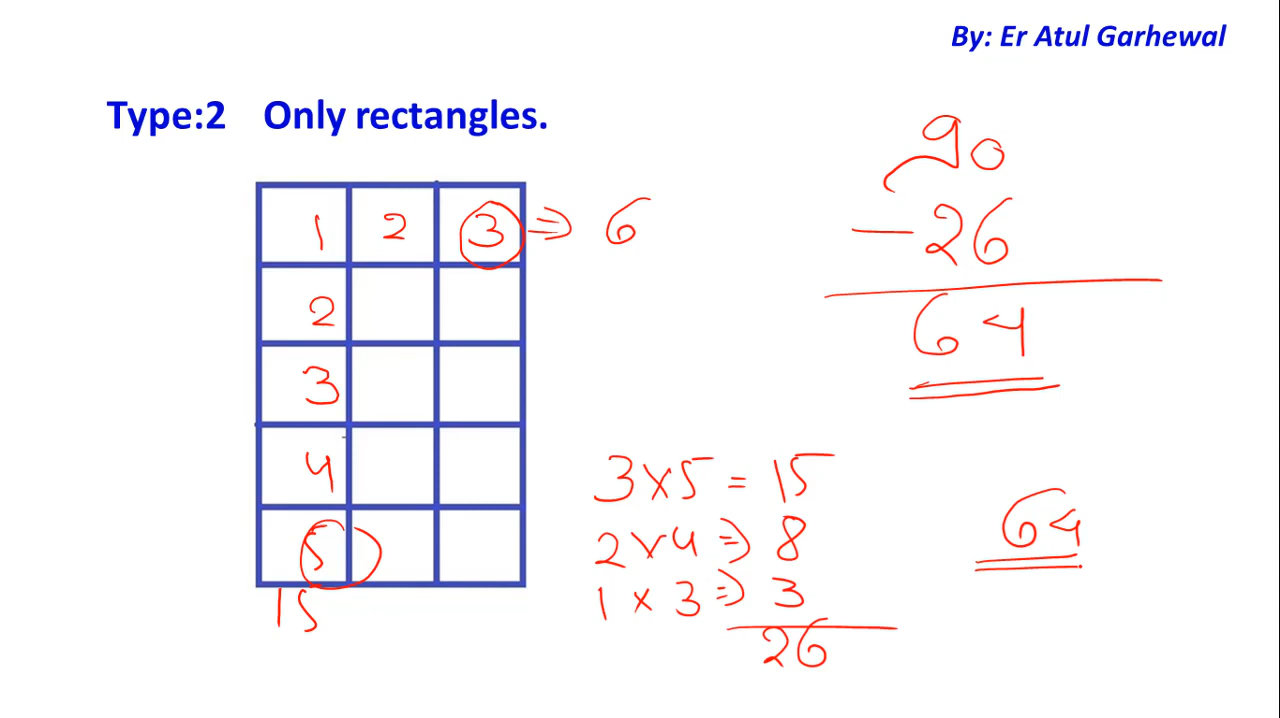 By: Er Atul Garhewal
Type:2 Only rectangles.
1 2 3 ⇒ 6
2
3
4
5
15
90
- 26
64
3 x 5 = 15
2 x 4 ⇒ 8
1 x 3 ⇒ 3
26
64